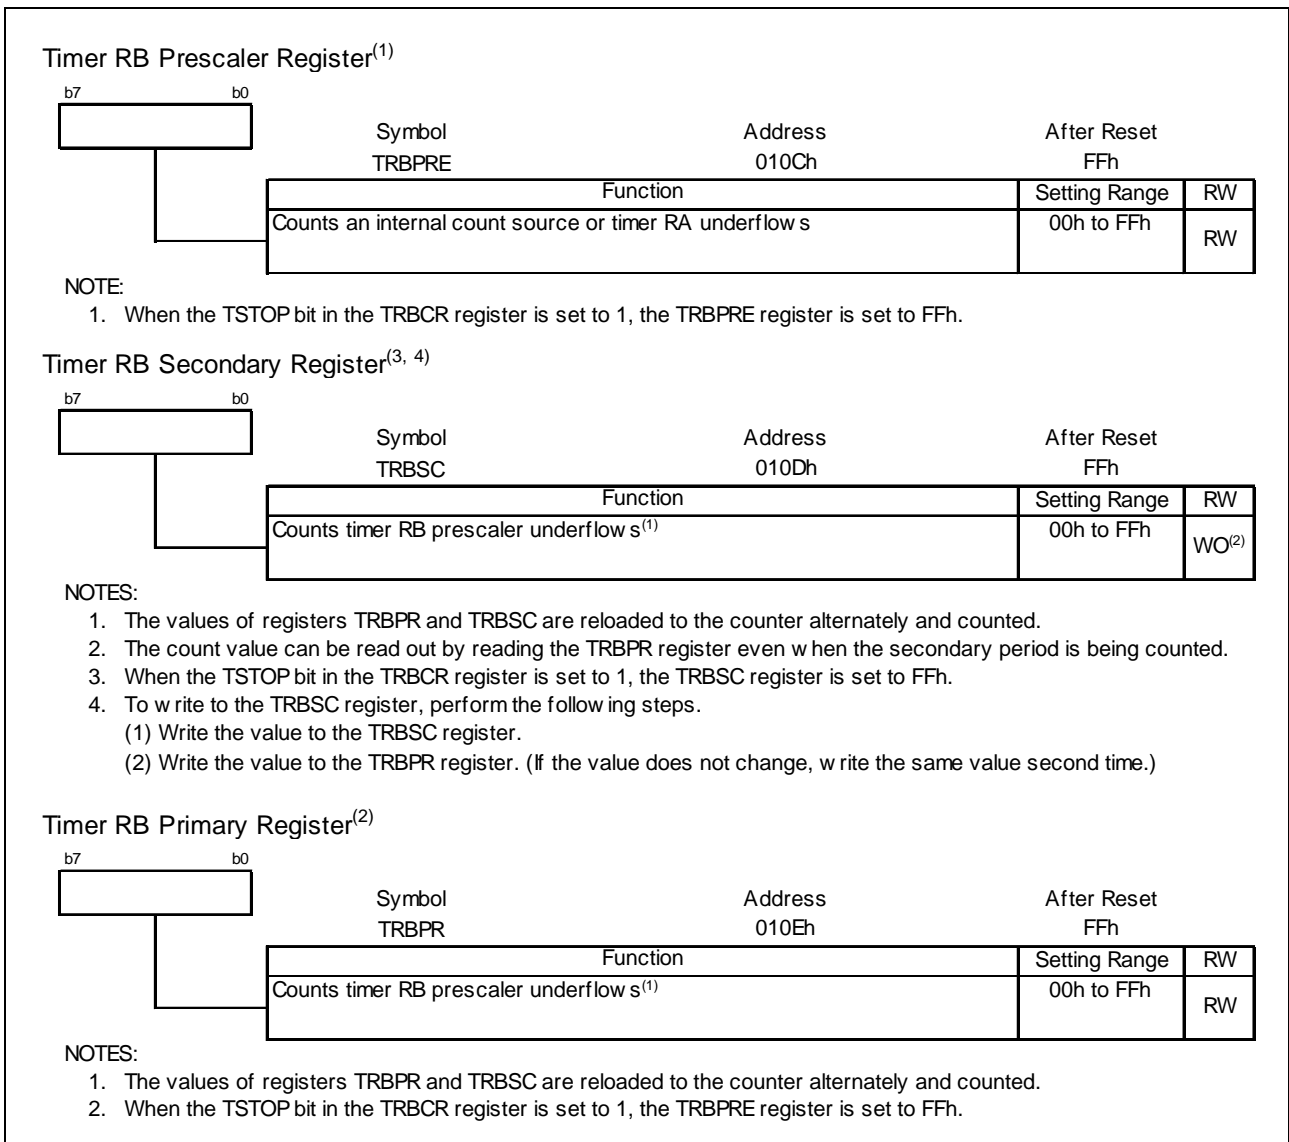 Timer RB Prescaler Register(1)
b7 b0
Symbol Address After Reset
TRBPRE 010Ch FFh
Function Setting Range RW
Counts an internal count source or timer RA underflows 00h to FFh RW
NOTE:
1. When the TSTOP bit in the TRBCR register is set to 1, the TRBPRE register is set to FFh.
Timer RB Secondary Register(3, 4)
b7 b0
Symbol Address After Reset
TRBSC 010Dh FFh
Function Setting Range RW
Counts timer RB prescaler underflows(1) 00h to FFh WO(2)
NOTES:
1. The values of registers TRBPR and TRBSC are reloaded to the counter alternately and counted.
2. The count value can be read out by reading the TRBPR register even when the secondary period is being counted.
3. When the TSTOP bit in the TRBCR register is set to 1, the TRBSC register is set to FFh.
4. To write to the TRBSC register, perform the following steps.
(1) Write the value to the TRBSC register.
(2) Write the value to the TRBPR register. (If the value does not change, write the same value second time.)
Timer RB Primary Register(2)
b7 b0
Symbol Address After Reset
TRBPR 010Eh FFh
Function Setting Range RW
Counts timer RB prescaler underflows(1) 00h to FFh RW
NOTES:
1. The values of registers TRBPR and TRBSC are reloaded to the counter alternately and counted.
2. When the TSTOP bit in the TRBCR register is set to 1, the TRBPRE register is set to FFh.